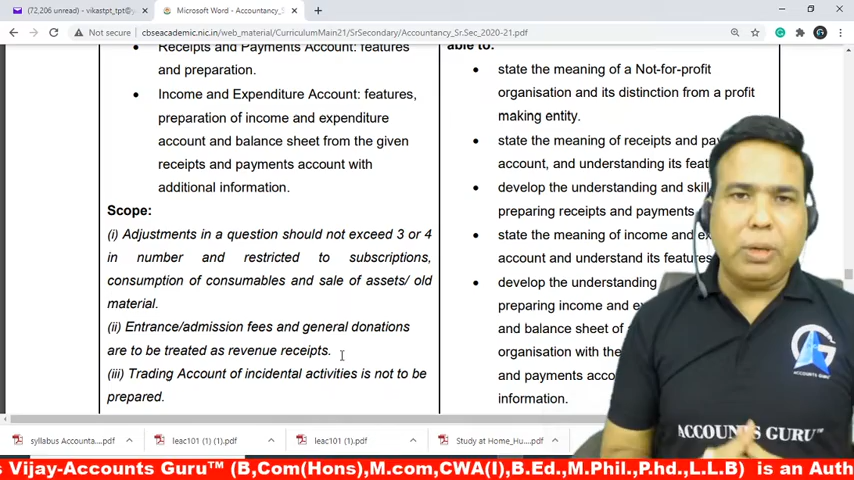 (72,206 unread) - vikastpt_tpt@y
Microsoft Word - Accountancy_
Not secure | cbseacademic.nic.in/web_material/CurriculumMain21/SrSecondary/Accountancy_Sr.Sec_2020-21.pdf
Receipts and Payments Account: features
and preparation.
• Income and Expenditure Account: features,
preparation of income and expenditure
account and balance sheet from the given
receipts and payments account with
additional information.
Scope:
(i) Adjustments in a question should not exceed 3 or 4
in number and restricted to subscriptions,
consumption of consumables and sale of assets/ old
material.
(ii) Entrance/admission fees and general donations
are to be treated as revenue receipts.
(iii) Trading Account of incidental activities is not to be
prepared.
able to:
• state the meaning of a Not-for-profit
organisation and its distinction from a profit
making entity.
• state the meaning of receipts and pay
account, and understanding its feat
• develop the understanding and skill
preparing receipts and payments
• state the meaning of income and ex
account and understand its features
• develop the understanding
preparing income and e
and balance sheet of a
organisation with the
and payments acco
information.
ACCOUNTS GURU
ACCOUNTS GURU™
syllabus Accounta....pdf
leac101 (1) (1).pdf
leac101 (1).pdf
Study at Home_Hu....pdf
s Vijay-Accounts Guru™ (B,Com(Hons),M.com,CWA(I),B.Ed.,M.Phil.,P.hd.,L.L.B) is an Auth